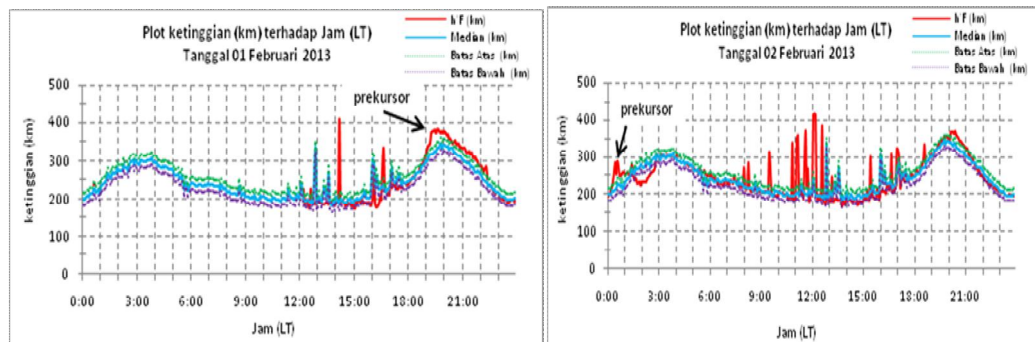 Plot ketinggian (km) terhadap Jam (LT)
Tanggal 01 Februari 2013
h'F (km)
Median (km)
Batas Atas (km)
Batas Bawah (km)
prekursor
ketinggian (km)
500
400
300
200
100
0
0:00 3:00 6:00 9:00 12:00 15:00 18:00 21:00
Jam (LT)
Plot ketinggian (km) terhadap Jam (LT)
Tanggal 02 Februari 2013
h'F (km)
Median (km)
Batas Atas (km)
Batas Bawah (km)
prekursor
ketinggian (km)
500
400
300
200
100
0
0:00 3:00 6:00 9:00 12:00 15:00 18:00 21:00
Jam (LT)